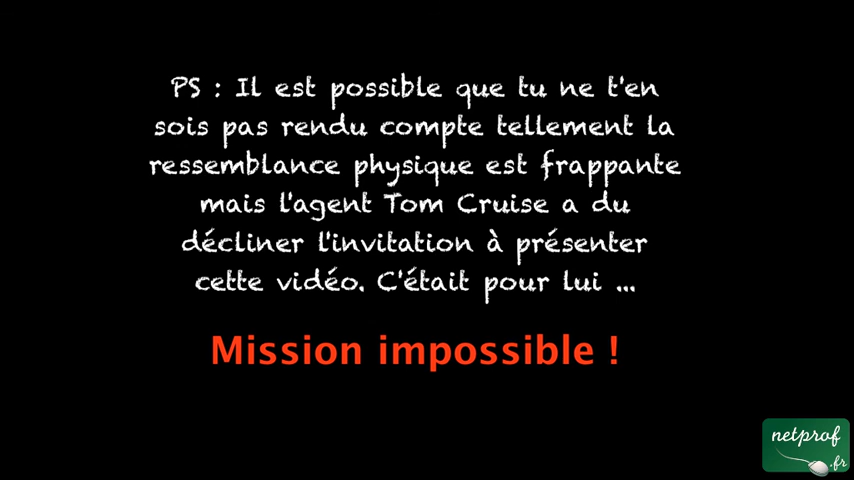 PS : Il est possible que tu ne t'en
sois pas rendu compte tellement la
ressemblance physique est frappante
mais l'agent Tom Cruise a du
décliner l'invitation à présenter
cette vidéo. C'était pour lui ...
Mission impossible !
netprof
.fr